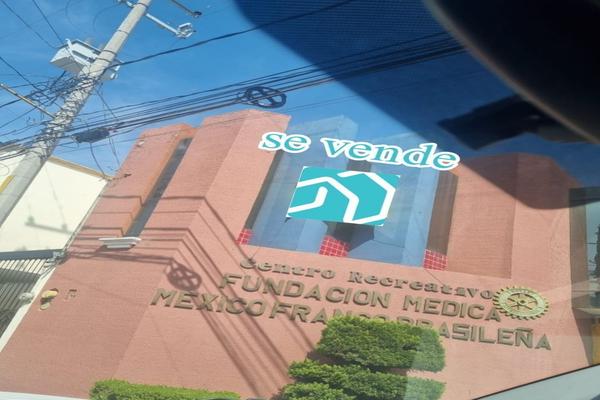 se vende
Centro Recreativo
FUNDACION MEDICA
MEXICO FRANCO BRASILEÑA